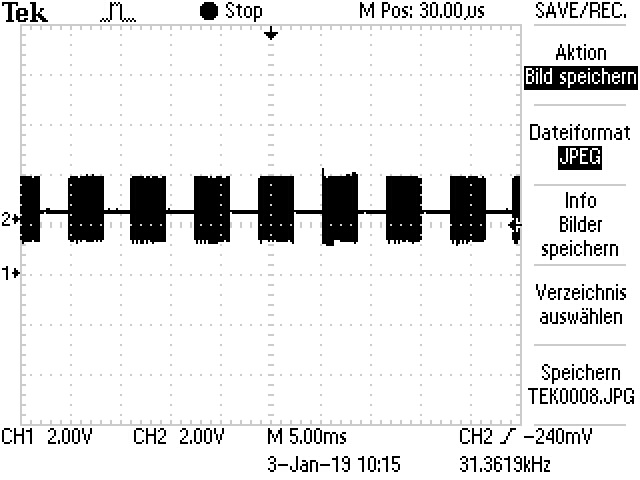 Tek Stop M Pos: 30.00µs SAVE/REC.
Aktion
Bild speichern
Dateiformat
JPEG
Info
Bilder
speichern
Verzeichnis
auswählen
Speichern
TEK0008.JPG
2
1
CH1 2.00V CH2 2.00V M 5.00ms CH2 -240mV
3-Jan-19 10:15 31.3619kHz